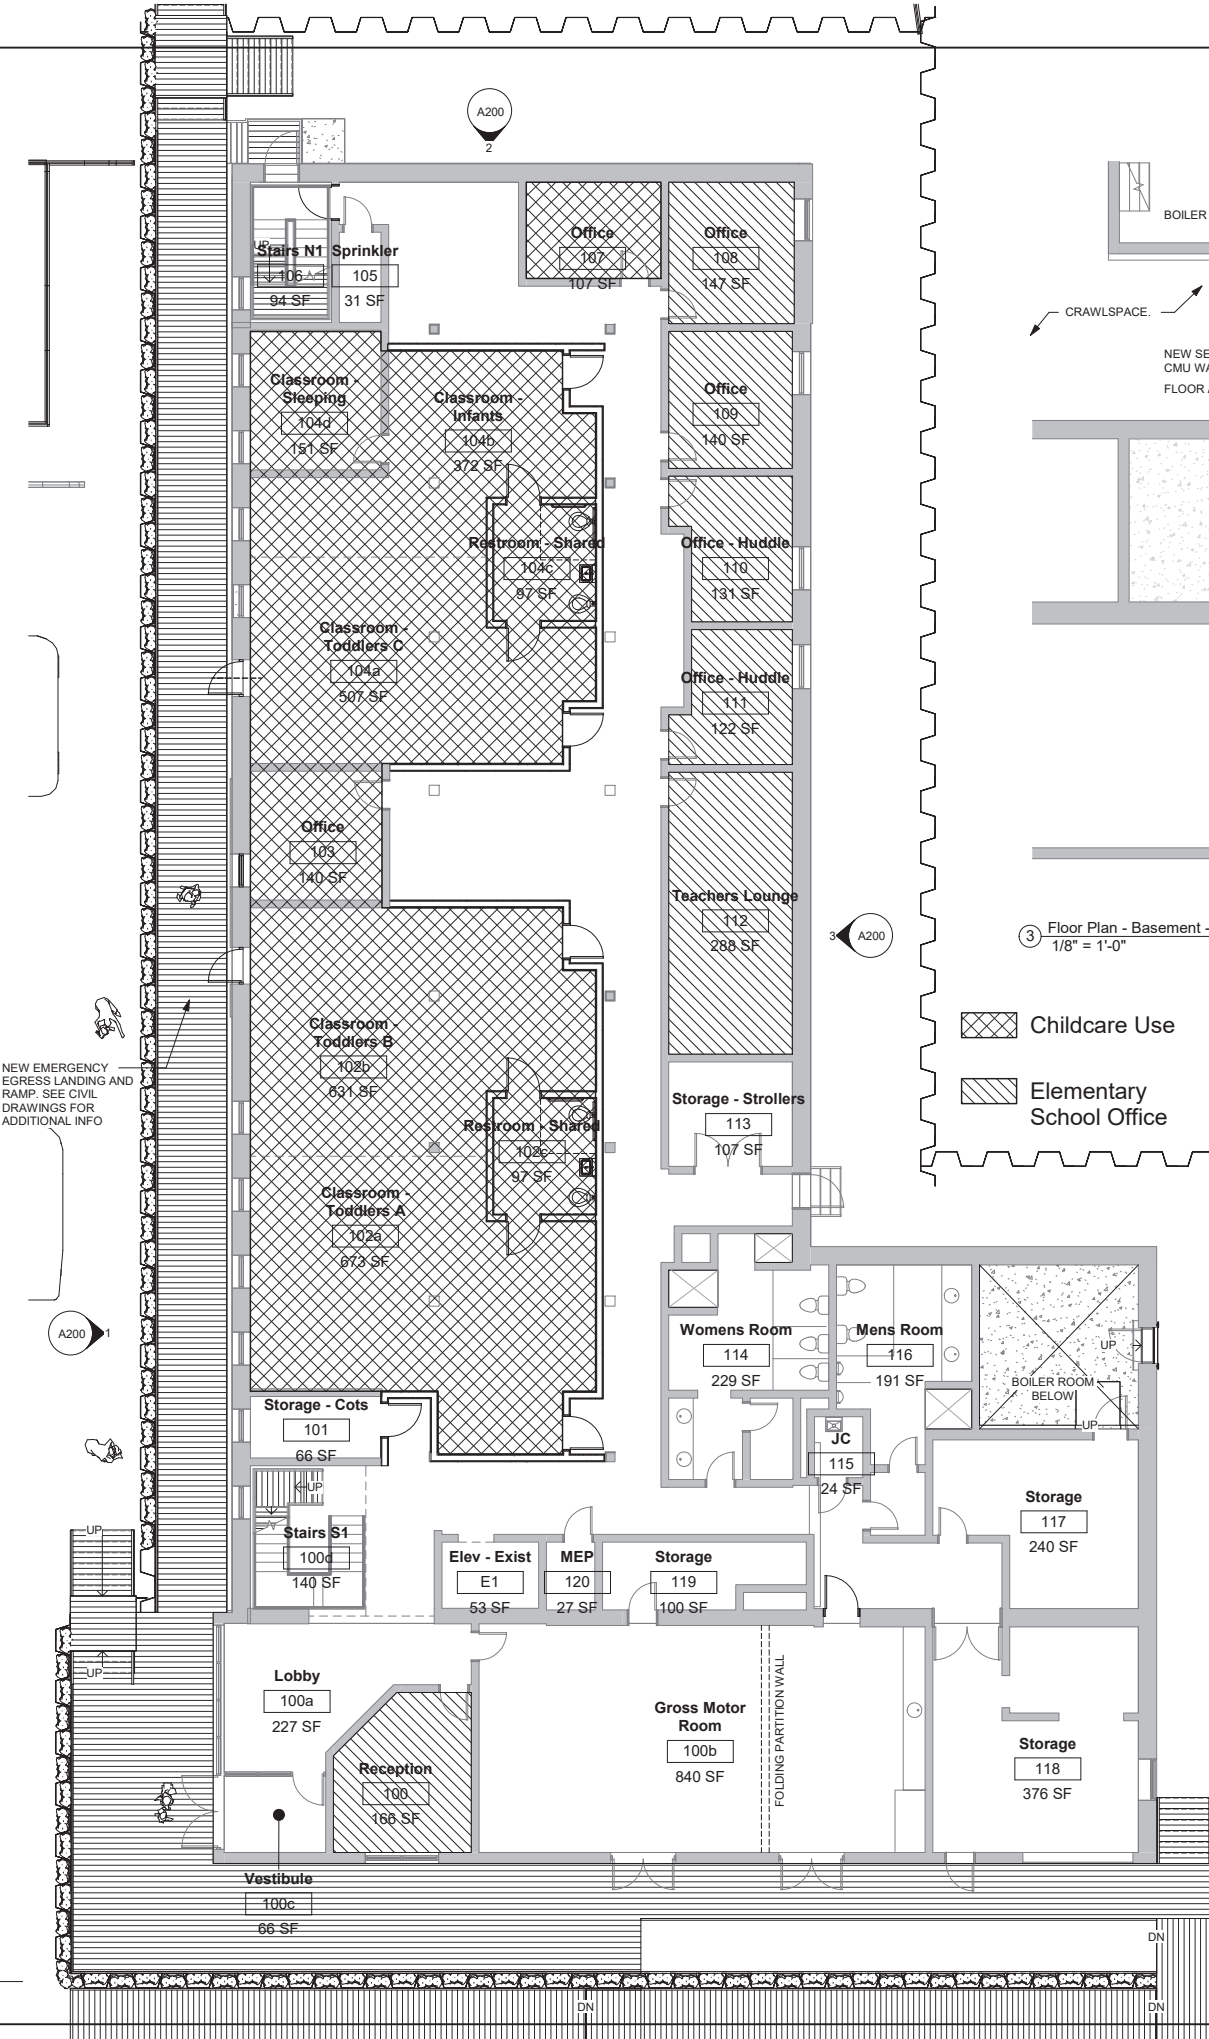 A200
2
BOILER
CRAWLSPACE.
Stairs N1
UP
106
94 SF
Sprinkler
105
31 SF
Office
107
107 SF
Office
108
147 SF
NEW SE
CMU WA
FLOOR
Classroom -
Sleeping
104d
151 SF
Classroom -
Infants
104b
372 SF
Office
109
140 SF
Restroom - Shared
104c
97 SF
Office - Huddle
110
131 SF
Classroom -
Toddlers C
104a
507 SF
Office - Huddle
111
122 SF
Office
103
140 SF
Teachers Lounge
112
288 SF
3
A200
3
Floor Plan - Basement -
1/8" = 1'-0"
Classroom -
Toddlers B
102b
631 SF
Childcare Use
Elementary
School Office
NEW EMERGENCY
EGRESS LANDING AND
RAMP. SEE CIVIL
DRAWINGS FOR
ADDITIONAL INFO
Storage - Strollers
113
107 SF
Restroom - Shared
102c
97 SF
Classroom -
Toddlers A
102a
673 SF
A200
1
Womens Room
114
229 SF
Mens Room
116
191 SF
UP
BOILER ROOM
BELOW
UP
Storage - Cots
101
66 SF
JC
115
24 SF
UP
Stairs S1
100d
140 SF
UP
Storage
117
240 SF
Elev - Exist
E1
53 SF
MEP
120
27 SF
Storage
119
100 SF
UP
Lobby
100a
227 SF
Gross Motor
Room
100b
840 SF
FOLDING PARTITION WALL
Storage
118
376 SF
Reception
100
166 SF
Vestibule
100c
66 SF
DN
DN
DN